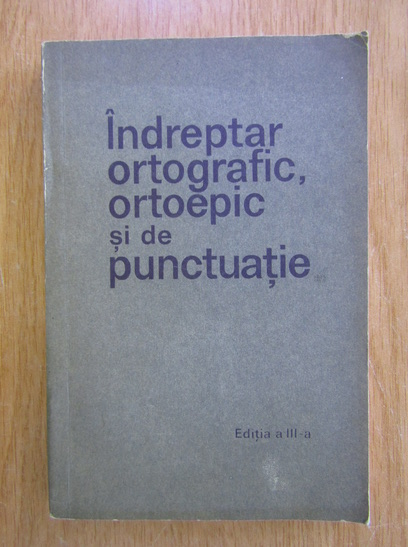 Îndreptar
ortografic,
ortoepic
și de
punctuație
Ediția a III-a